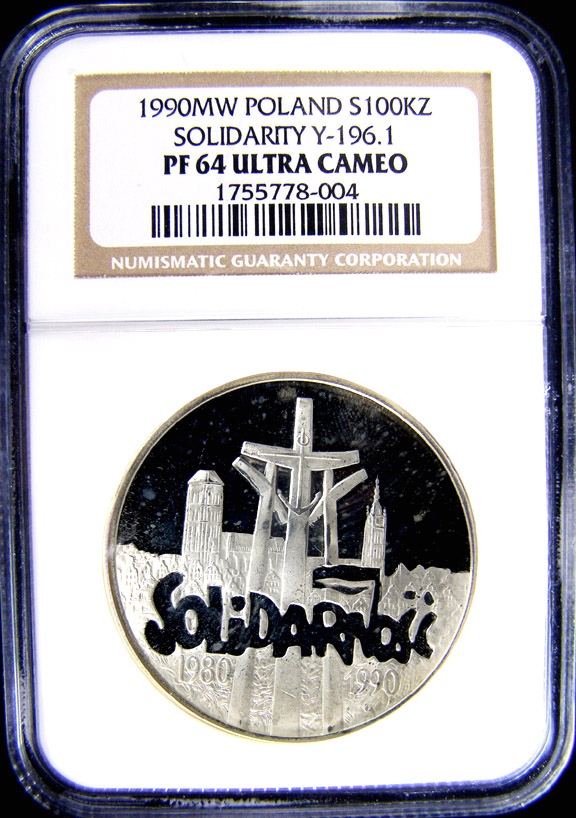 1990MW POLAND S100KZ
SOLIDARITY Y-196.1
PF 64 ULTRA CAMEO
1755778-004
NUMISMATIC GUARANTY CORPORATION
SOLiDARNOŚĆ
1980 1990